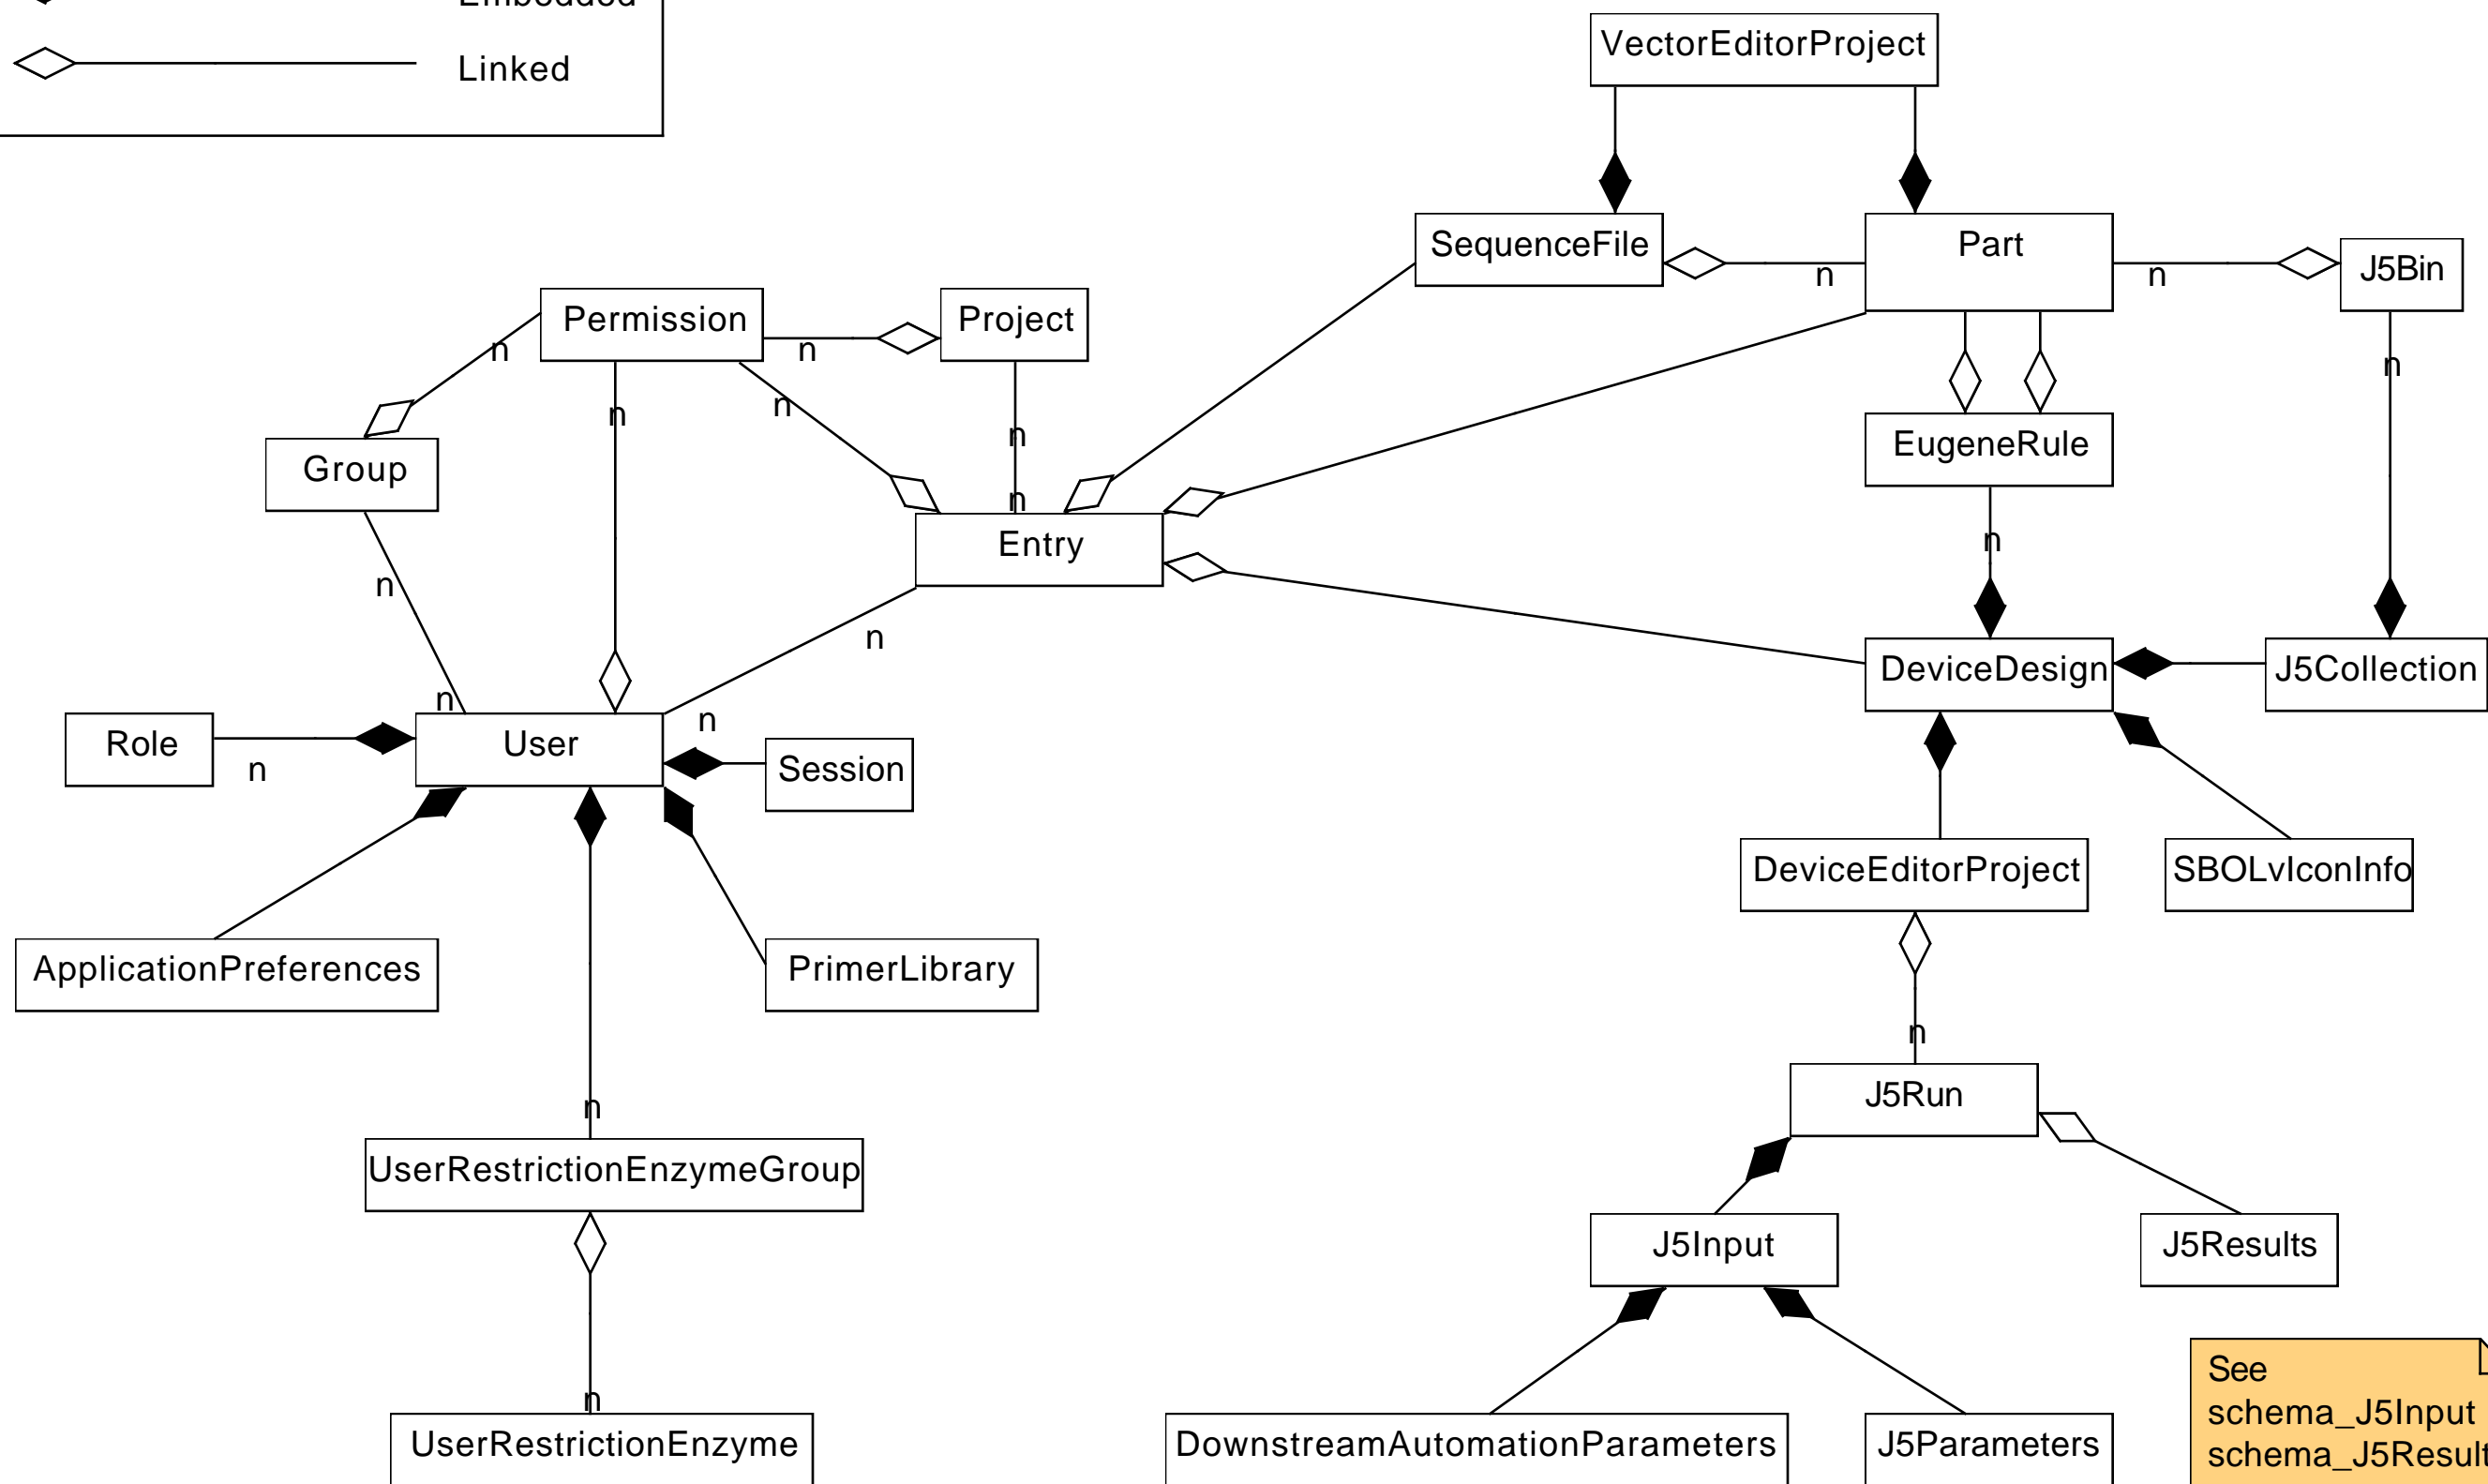 Embedded
Linked
VectorEditorProject
SequenceFile
n
Part
n
J5Bin
Permission
n
n
Project
n
n
n
n
n
Group
EugeneRule
n
n
Entry
n
n
DeviceDesign
J5Collection
n
n
Role
n
User
Session
DeviceEditorProject
SBOLvIconInfo
ApplicationPreferences
PrimerLibrary
n
J5Run
n
UserRestrictionEnzymeGroup
J5Input
J5Results
n
UserRestrictionEnzyme
DownstreamAutomationParameters
J5Parameters
See
schema_J5Input
schema_J5Result